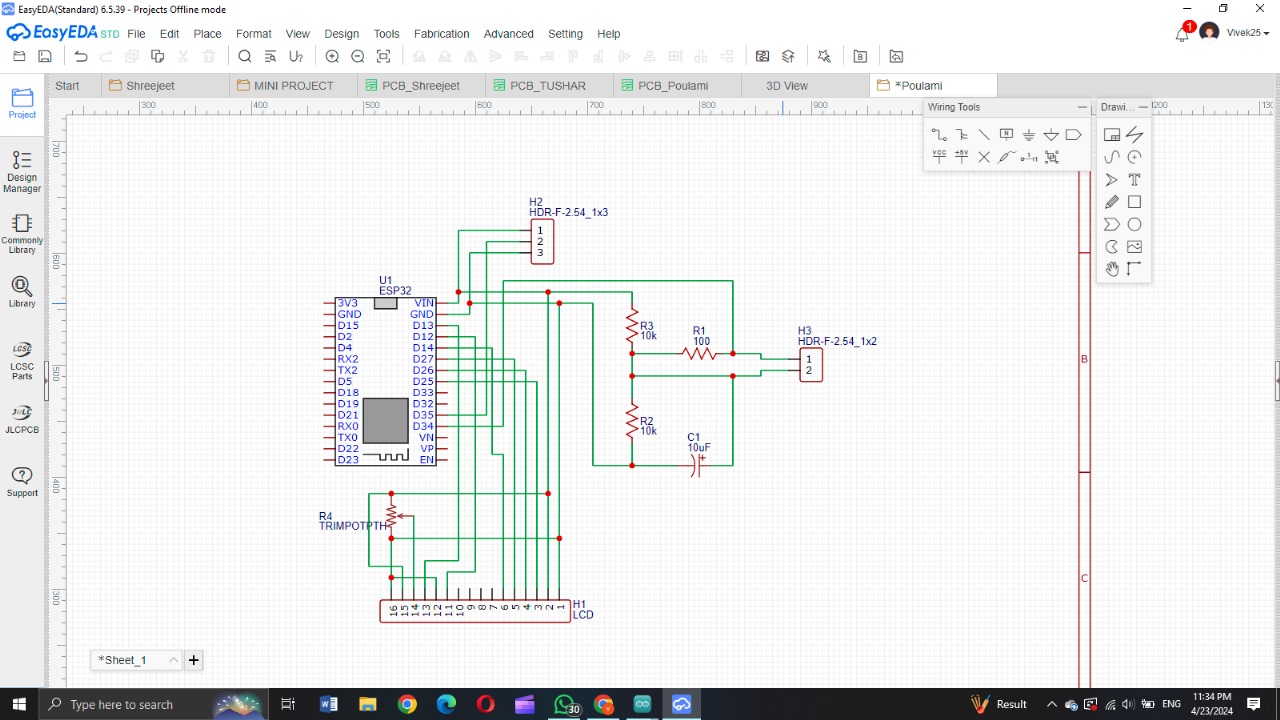 EasyEDA(Standard) 6.5.39 - Projects Offline mode
EasyEDA STD File Edit Place Format View Design Tools Fabrication Advanced Setting Help 1 Vivek25
Start Shreejeet MINI PROJECT PCB_Shreejeet PCB_TUSHAR PCB_Poulami 3D View *Poulami
300 400 500 600 700 800 900 1200 130
Wiring Tools
Drawi...
N
VCC +5V
T
Project
Design
Manager
Commonly
Library
Library
LCSC
LCSC
Parts
JLC
JLCPCB
Support
700
600
500
400
300
H2
HDR-F-2.54_1x3
1
2
3
U1
ESP32
3V3 VIN
GND GND
D15 D13
D2 D12
D4 D14
RX2 D27
TX2 D26
D5 D25
D18 D33
D19 D32
D21 D35
RX0 D34
TX0 VN
D22 VP
D23 EN
R3
10k
R1
100
H3
HDR-F-2.54_1x2
1
2
R2
10k
C1
10uF
+
B
R4
TRIMPOTPTH
C
16 15 14 13 12 11 10 9 8 7 6 5 4 3 2 1
H1
LCD
*Sheet_1
Type here to search
30
Result
ENG
11:34 PM
4/23/2024